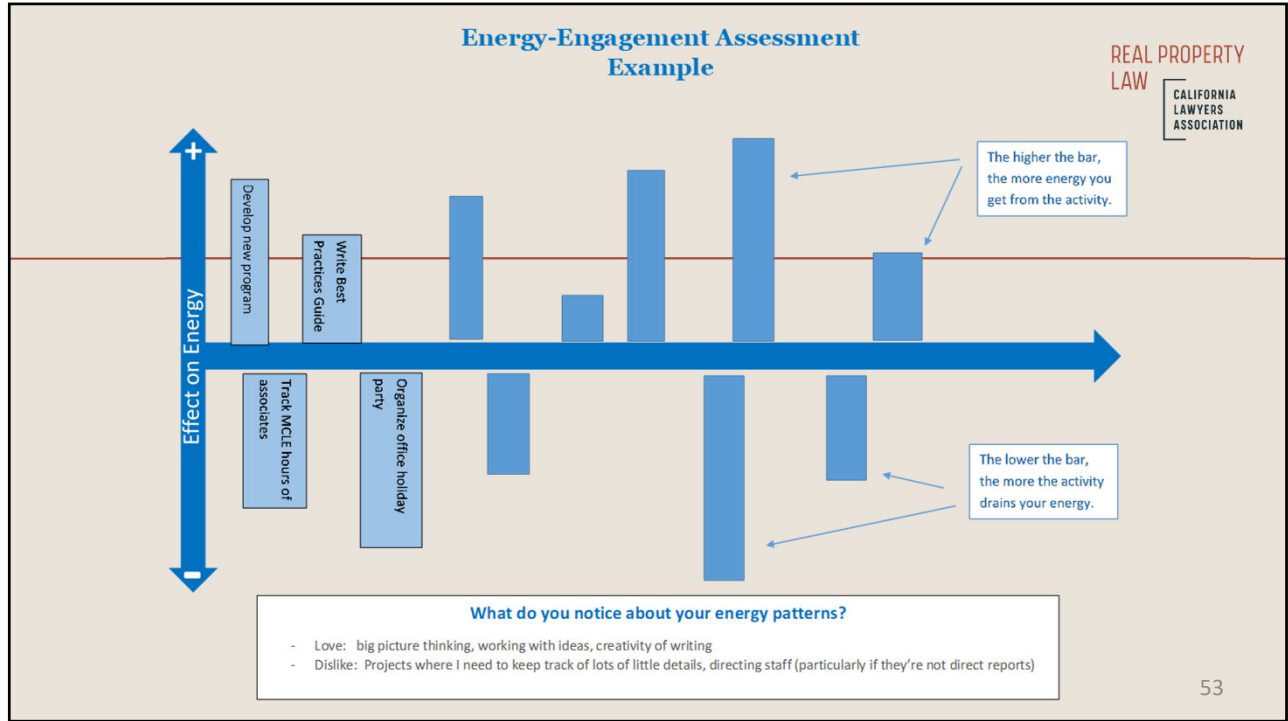 Energy-Engagement Assessment
Example
REAL PROPERTY
LAW
CALIFORNIA
LAWYERS
ASSOCIATION
+
Effect on Energy
-
Develop new program
Write Best
Practices Guide
Track MCLE hours of
associates
Organize office holiday
party
The higher the bar,
the more energy you
get from the activity.
The lower the bar,
the more the activity
drains your energy.
What do you notice about your energy patterns?
- Love: big picture thinking, working with ideas, creativity of writing
- Dislike: Projects where I need to keep track of lots of little details, directing staff (particularly if they're not direct reports)
53